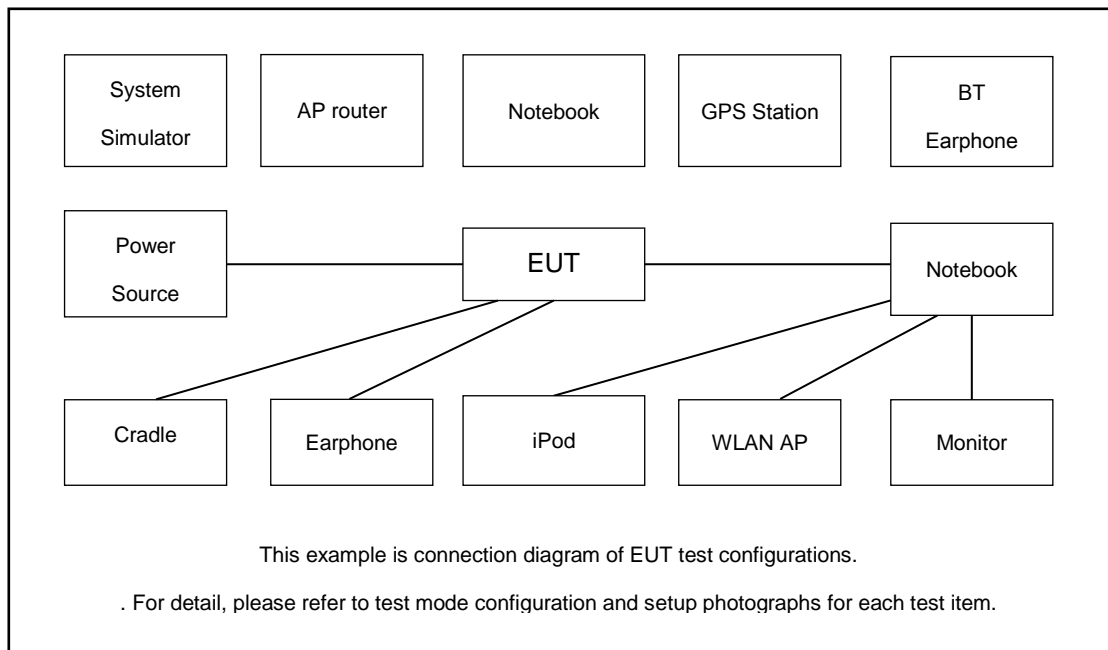 System
Simulator
AP router
Notebook
GPS Station
BT
Earphone
Power
Source
EUT
Notebook
Cradle
Earphone
iPod
WLAN AP
Monitor
This example is connection diagram of EUT test configurations.
. For detail, please refer to test mode configuration and setup photographs for each test item.